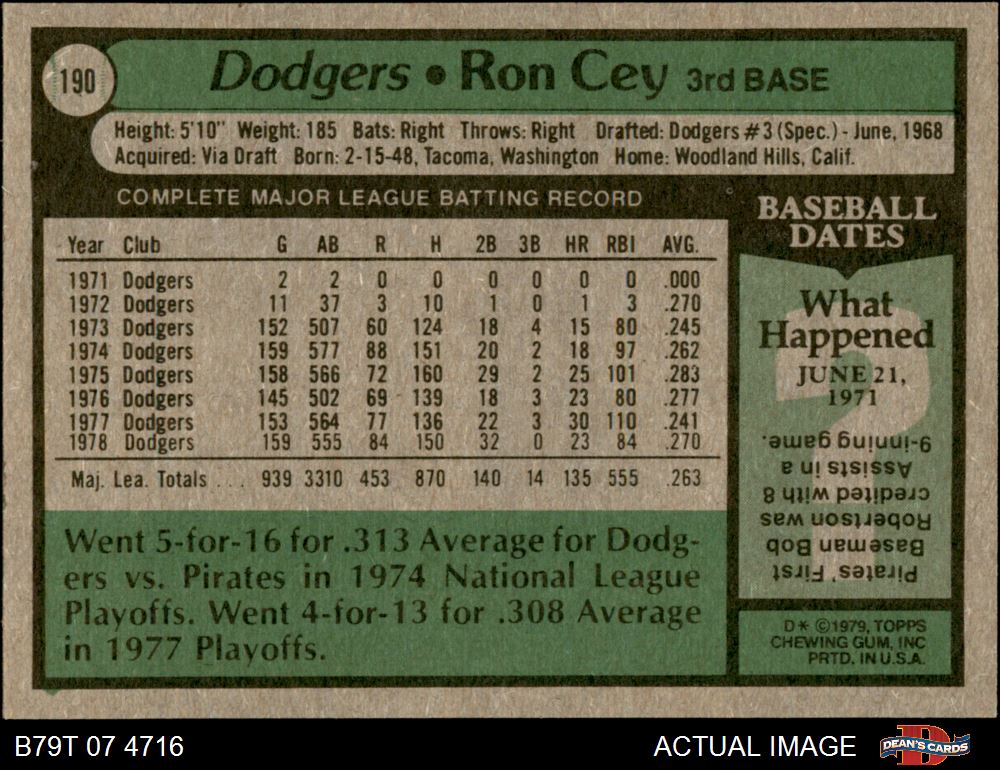 190
Dodgers • Ron Cey 3rd BASE
Height: 5'10" Weight: 185 Bats: Right Throws: Right Drafted: Dodgers #3 (Spec.) - June, 1968
Acquired: Via Draft Born: 2-15-48, Tacoma, Washington Home: Woodland Hills, Calif.
COMPLETE MAJOR LEAGUE BATTING RECORD
Year Club G AB R H 2B 3B HR RBI AVG.
1971 Dodgers 2 2 0 0 0 0 0 0 .000
1972 Dodgers 11 37 3 10 1 0 1 3 .270
1973 Dodgers 152 507 60 124 18 4 15 80 .245
1974 Dodgers 159 577 88 151 20 2 18 97 .262
1975 Dodgers 158 566 72 160 29 2 25 101 .283
1976 Dodgers 145 502 69 139 18 3 23 80 .277
1977 Dodgers 153 564 77 136 22 3 30 110 .241
1978 Dodgers 159 555 84 150 32 0 23 84 .270
Maj. Lea. Totals ... 939 3310 453 870 140 14 135 555 .263
Went 5-for-16 for .313 Average for Dodg-
ers vs. Pirates in 1974 National League
Playoffs. Went 4-for-13 for .308 Average
in 1977 Playoffs.
BASEBALL
DATES
What
Happened
JUNE 21,
1971
?
Pirates' First
Baseman Bob
Robertson was
credited with 8
Assists in a
9-inning game.
D* ©1979, TOPPS
CHEWING GUM, INC
PRTD. IN U.S.A.
B79T 07 4716
ACTUAL IMAGE
D
DEAN'S CARDS